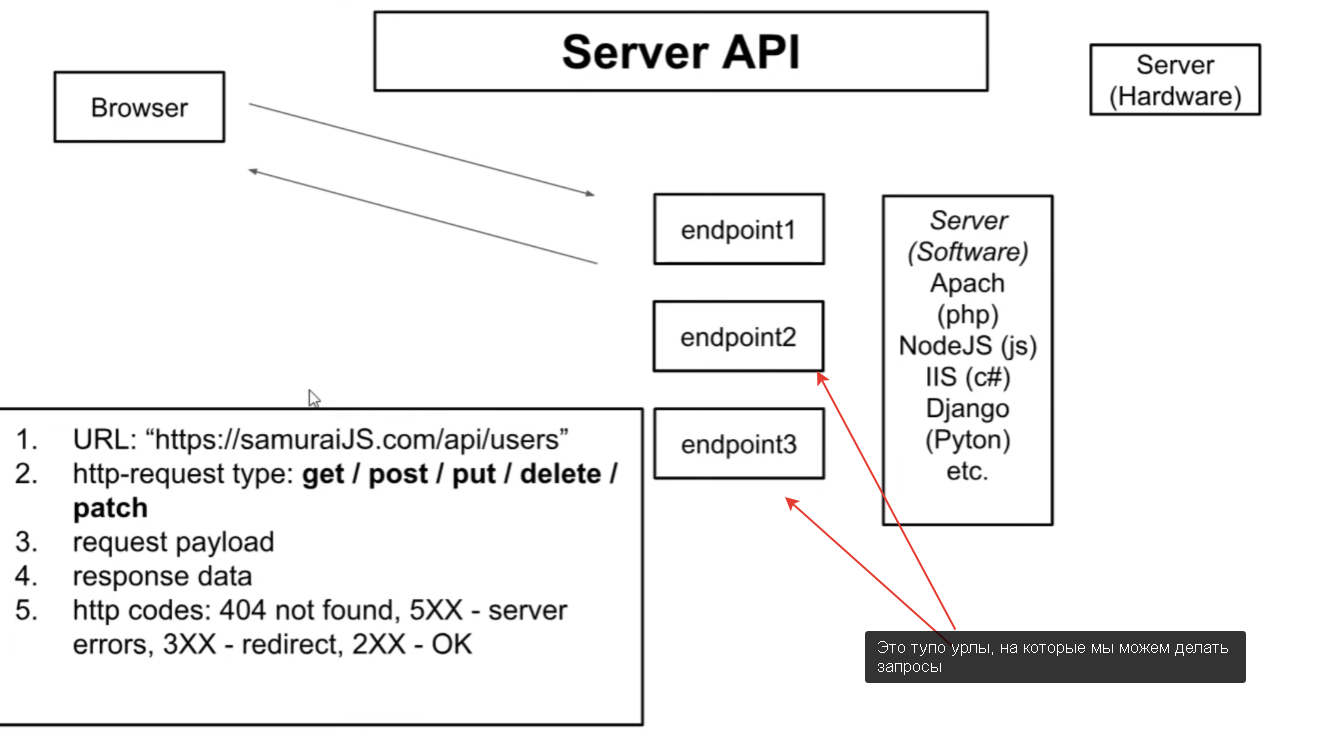 Server API
Server
(Hardware)
Browser
endpoint1
endpoint2
endpoint3
Server
(Software)
Apach
(php)
NodeJS (js)
IIS (c#)
Django
(Pyton)
etc.
1. URL: “https://samuraiJS.com/api/users”
2. http-request type: get / post / put / delete /
patch
3. request payload
4. response data
5. http codes: 404 not found, 5XX - server
errors, 3XX - redirect, 2XX - OK
Это тупо урлы, на которые мы можем делать
запросы